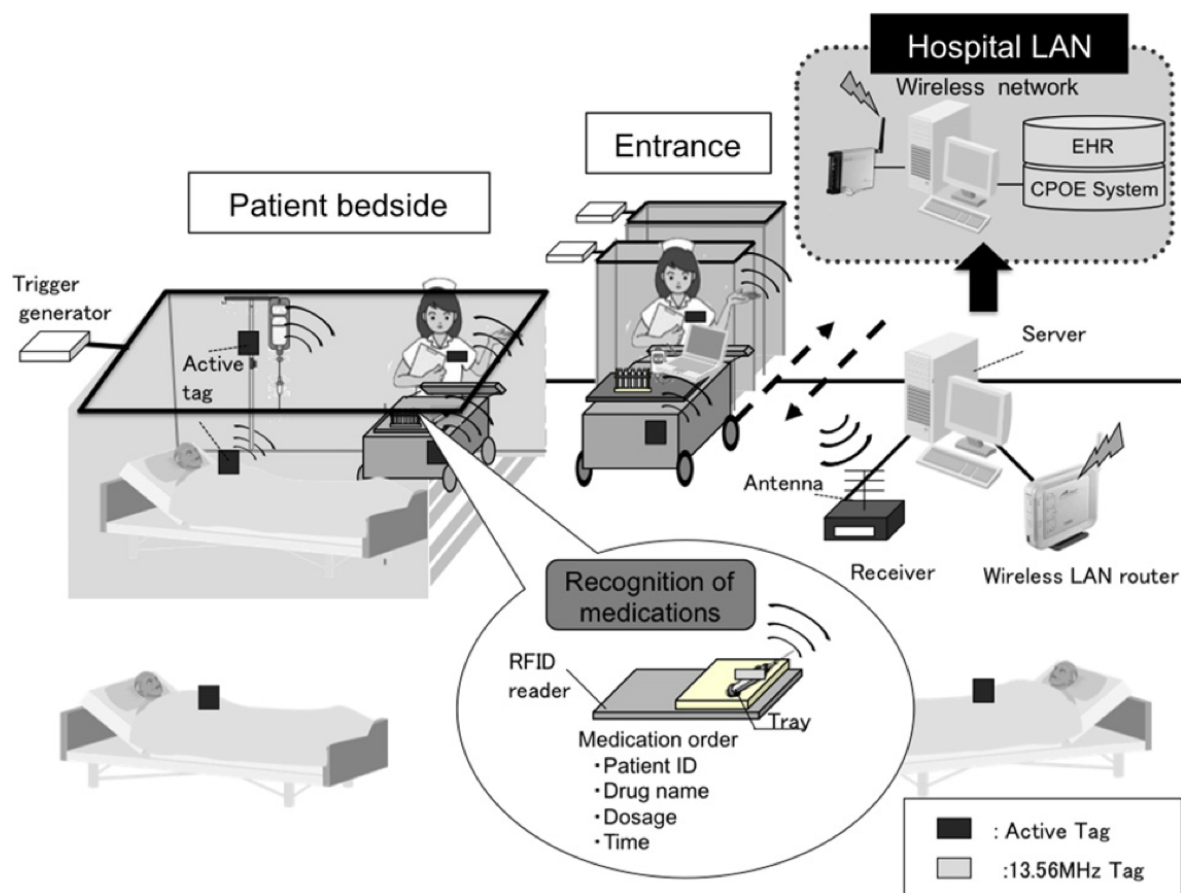 Hospital LAN
Wireless network
EHR
CPOE System
Entrance
Patient bedside
Trigger
generator
Active
tag
Server
Antenna
Receiver
Wireless LAN router
Recognition of
medications
RFID
reader
Tray
Medication order
・Patient ID
・Drug name
・Dosage
・Time
: Active Tag
:13.56MHz Tag